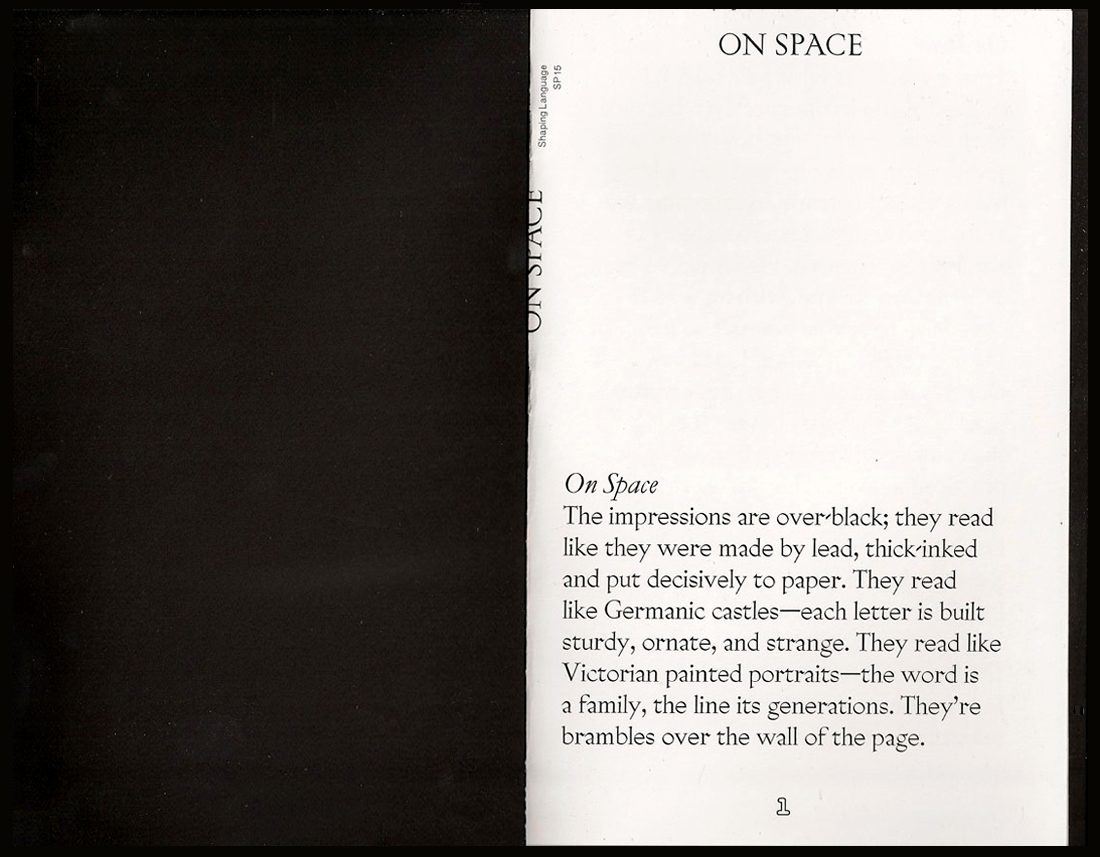 ON SPACE
Shaping Language
SP15
ON SPACE
On Space
The impressions are over-black; they read
like they were made by lead, thick-inked
and put decisively to paper. They read
like Germanic castles—each letter is built
sturdy, ornate, and strange. They read like
Victorian painted portraits—the word is
a family, the line its generations. They’re
brambles over the wall of the page.
1